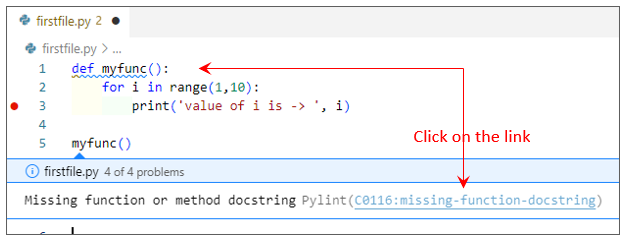 firstfile.py 2
firstfile.py > ...
1 def myfunc():
2 for i in range(1,10):
3 print('value of i is -> ', i)
4
5 myfunc()
Click on the link
firstfile.py 4 of 4 problems
Missing function or method docstring Pylint(C0116:missing-function-docstring)